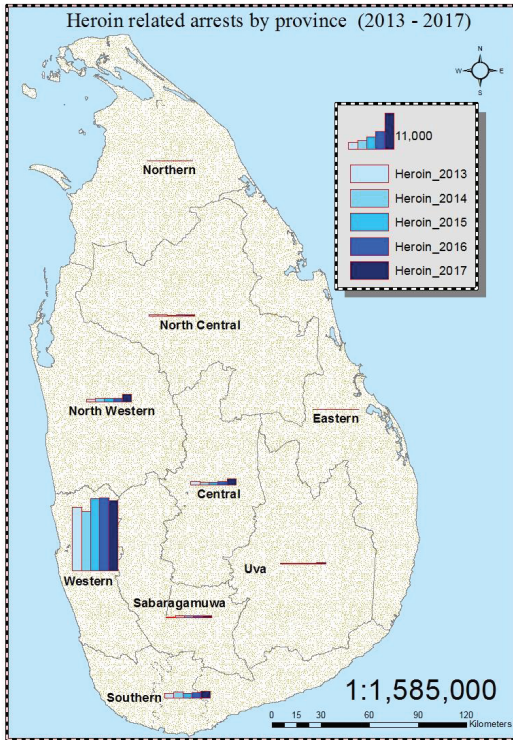 Heroin related arrests by province (2013 - 2017)
N
W E
S
11,000
Heroin_2013
Heroin_2014
Heroin_2015
Heroin_2016
Heroin_2017
Northern
North Central
North Western
Eastern
Central
Western
Uva
Sabaragamuwa
Southern
1:1,585,000
0 15 30 60 90 120
Kilometers